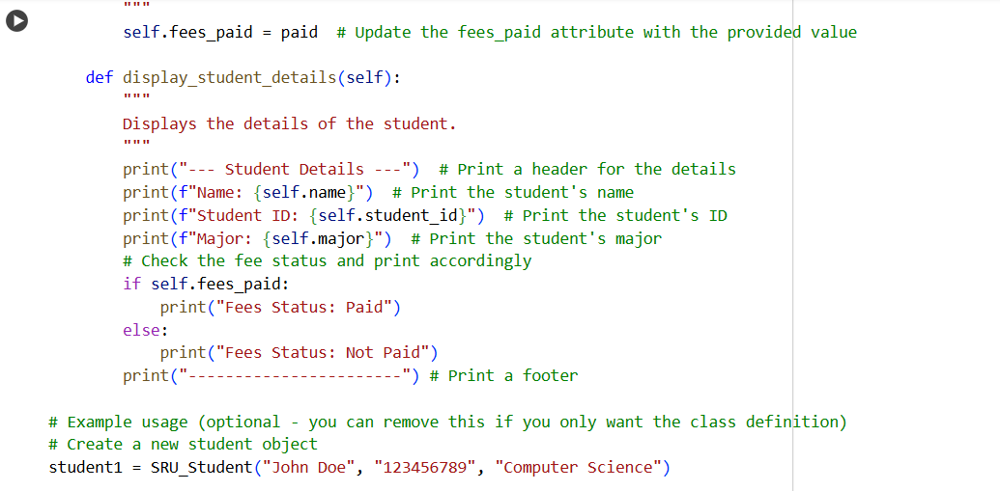 """
self.fees_paid = paid  # Update the fees_paid attribute with the provided value
def display_student_details(self):
"""
Displays the details of the student.
"""
print("--- Student Details ---")  # Print a header for the details
print(f"Name: {self.name}")  # Print the student's name
print(f"Student ID: {self.student_id}")  # Print the student's ID
print(f"Major: {self.major}")  # Print the student's major
# Check the fee status and print accordingly
if self.fees_paid:
print("Fees Status: Paid")
else:
print("Fees Status: Not Paid")
print("-----------------------") # Print a footer
# Example usage (optional - you can remove this if you only want the class definition)
# Create a new student object
student1 = SRU_Student("John Doe", "123456789", "Computer Science")